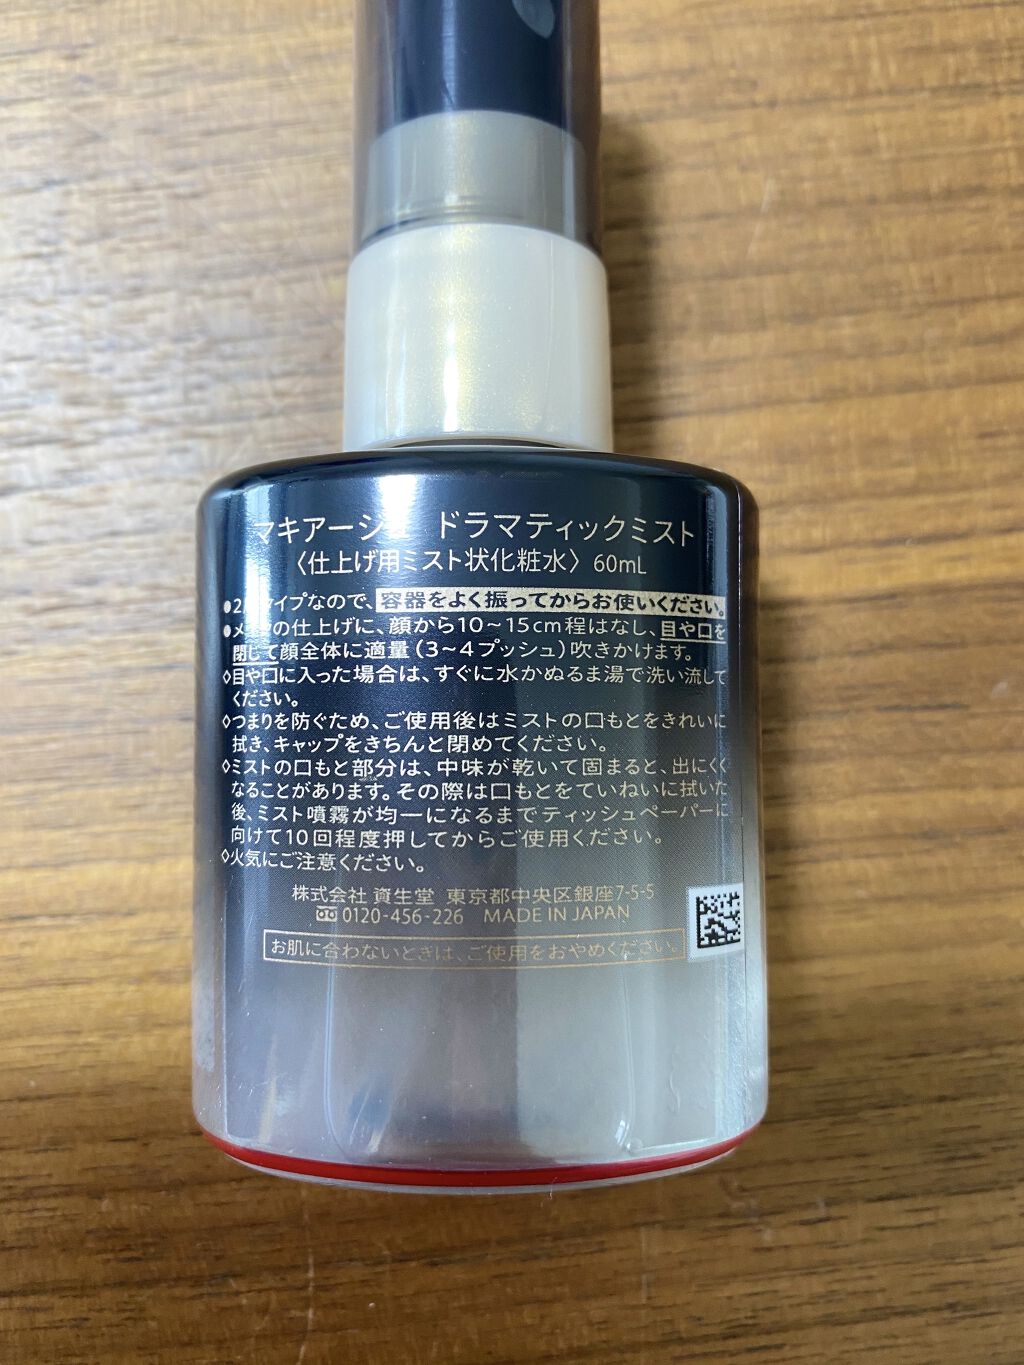 マキアージュ ドラマティックミスト
〈仕上げ用ミスト状化粧水〉 60mL
●2層タイプなので、容器をよく振ってからお使いください。
●メークの仕上げに、顔から10〜15cm程はなし、目や口を
閉じて顔全体に適量(3〜4プッシュ)吹きかけます。
◇目や口に入った場合は、すぐに水かぬるま湯で洗い流して
ください。
◇つまりを防ぐため、ご使用後はミストの口もとをきれいに
拭き、キャップをきちんと閉めてください。
◇ミストの口もと部分は、中味が乾いて固まると、出にくく
なることがあります。その際は口もとをていねいに拭いた
後、ミスト噴霧が均一になるまでティッシュペーパーに
向けて10回程度押してからご使用ください。
◇火気にご注意ください。
株式会社 資生堂 東京都中央区銀座7-5-5
0120-456-226 MADE IN JAPAN
お肌に合わないときは、ご使用をおやめください。